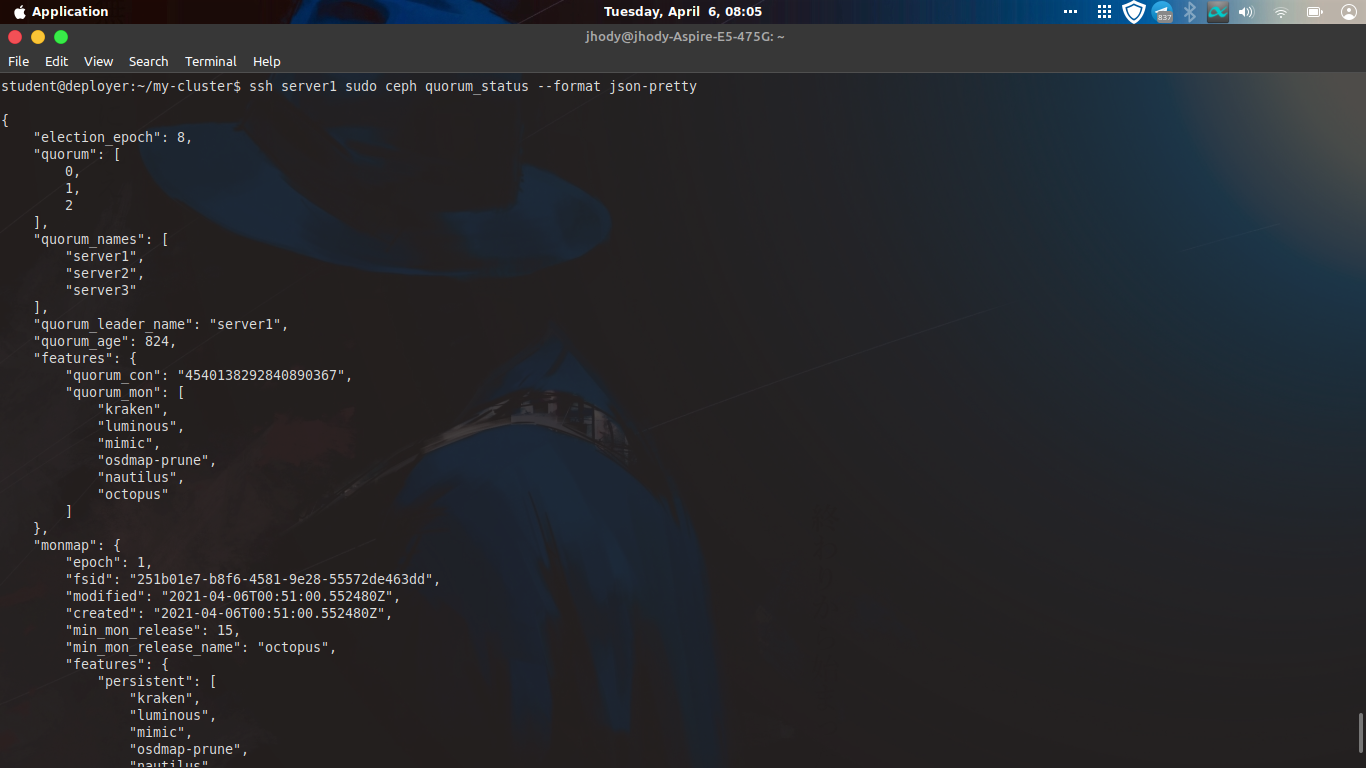 Application
Tuesday, April 6, 08:05
837
jhody@jhody-Aspire-E5-475G: ~
File Edit View Search Terminal Help
student@deployer:~/my-cluster$ ssh server1 sudo ceph quorum_status --format json-pretty
{
    "election_epoch": 8,
    "quorum": [
        0,
        1,
        2
    ],
    "quorum_names": [
        "server1",
        "server2",
        "server3"
    ],
    "quorum_leader_name": "server1",
    "quorum_age": 824,
    "features": {
        "quorum_con": "4540138292840890367",
        "quorum_mon": [
            "kraken",
            "luminous",
            "mimic",
            "osdmap-prune",
            "nautilus",
            "octopus"
        ]
    },
    "monmap": {
        "epoch": 1,
        "fsid": "251b01e7-b8f6-4581-9e28-55572de463dd",
        "modified": "2021-04-06T00:51:00.552480Z",
        "created": "2021-04-06T00:51:00.552480Z",
        "min_mon_release": 15,
        "min_mon_release_name": "octopus",
        "features": {
            "persistent": [
                "kraken",
                "luminous",
                "mimic",
                "osdmap-prune",
                "nautilus"